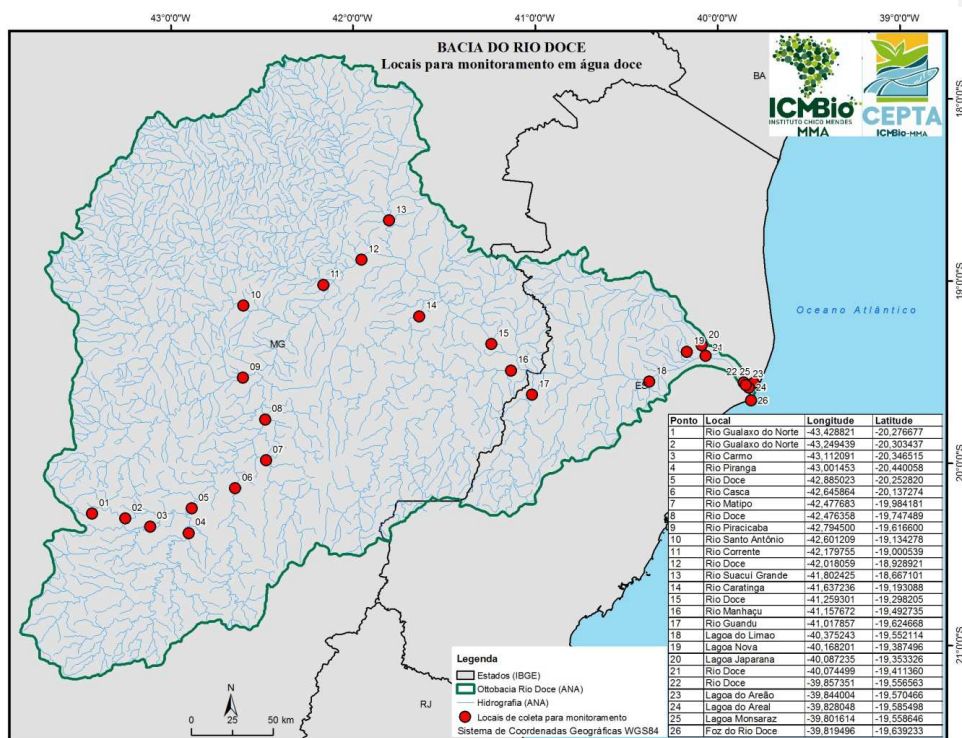 43°0'0"W 42°0'0"W 41°0'0"W 40°0'0"W 39°0'0"W
BACIA DO RIO DOCE
Locais para monitoramento em água doce
ICMBio
INSTITUTO CHICO MENDES
MMA
CEPTA
ICMBio-MMA
BA
18°0'0"S
13
12
11
19°0'0"S
10
14
Oceano Atlântico
MG
15
20
19
21
16
09
18
ES
22 25 23
24
17
26
08
07
20°0'0"S
06
05
01
02
03
04
Ponto Local Longitude Latitude
1 Rio Gualaxo do Norte -43,428821 -20,276677
2 Rio Gualaxo do Norte -43,249439 -20,303437
3 Rio Carmo -43,112091 -20,346515
4 Rio Piranga -43,001453 -20,440058
5 Rio Doce -42,885023 -20,252820
6 Rio Casca -42,645864 -20,137274
7 Rio Matipo -42,477683 -19,984181
8 Rio Doce -42,476358 -19,747489
9 Rio Piracicaba -42,794500 -19,616600
10 Rio Santo Antônio -42,601209 -19,134278
11 Rio Corrente -42,179755 -19,000539
12 Rio Doce -42,018059 -18,928921
13 Rio Suacuí Grande -41,802425 -18,667101
14 Rio Caratinga -41,637236 -19,193088
15 Rio Doce -41,259301 -19,298205
16 Rio Manhaçu -41,157672 -19,492735
17 Rio Guandu -41,017857 -19,624668
18 Lagoa do Limao -40,375243 -19,552114
19 Lagoa Nova -40,168201 -19,387496
20 Lagoa Japarana -40,087235 -19,353326
21 Rio Doce -40,074499 -19,411360
22 Rio Doce -39,857351 -19,556563
23 Lagoa do Areão -39,844004 -19,570466
24 Lagoa do Areal -39,828048 -19,585498
25 Lagoa Monsaraz -39,801614 -19,558646
26 Foz do Rio Doce -39,819496 -19,639233
21°0'0"S
Legenda
Estados (IBGE)
Ottobacia Rio Doce (ANA)
Hidrografia (ANA)
Locais de coleta para monitoramento
Sistema de Coordenadas Geográficas WGS84
RJ
N
0 25 50 km